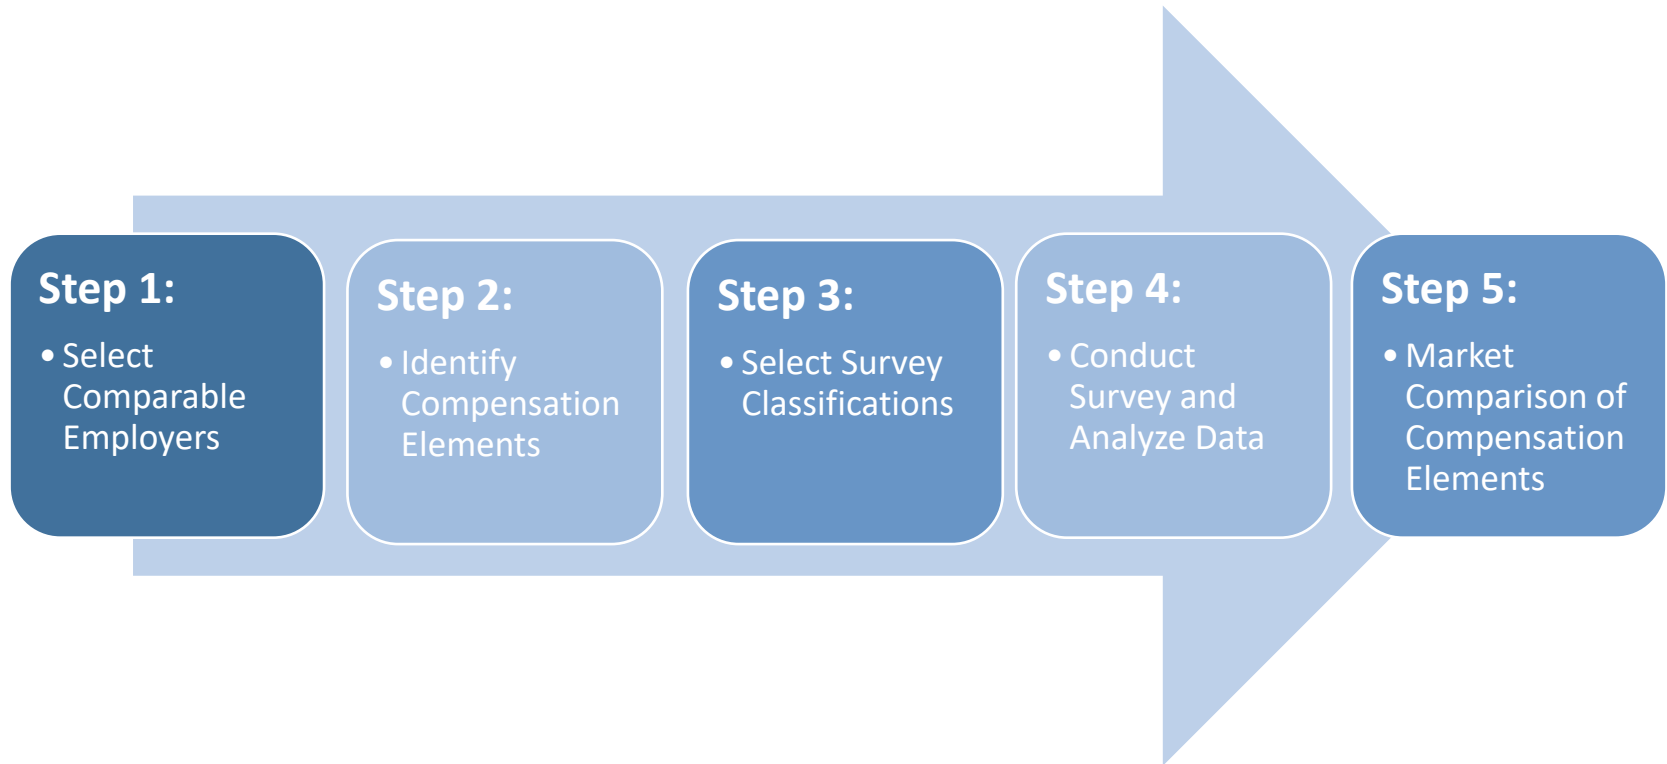 Step 1:
• Select
Comparable
Employers
Step 2:
• Identify
Compensation
Elements
Step 3:
• Select Survey
Classifications
Step 4:
• Conduct
Survey and
Analyze Data
Step 5:
• Market
Comparison of
Compensation
Elements